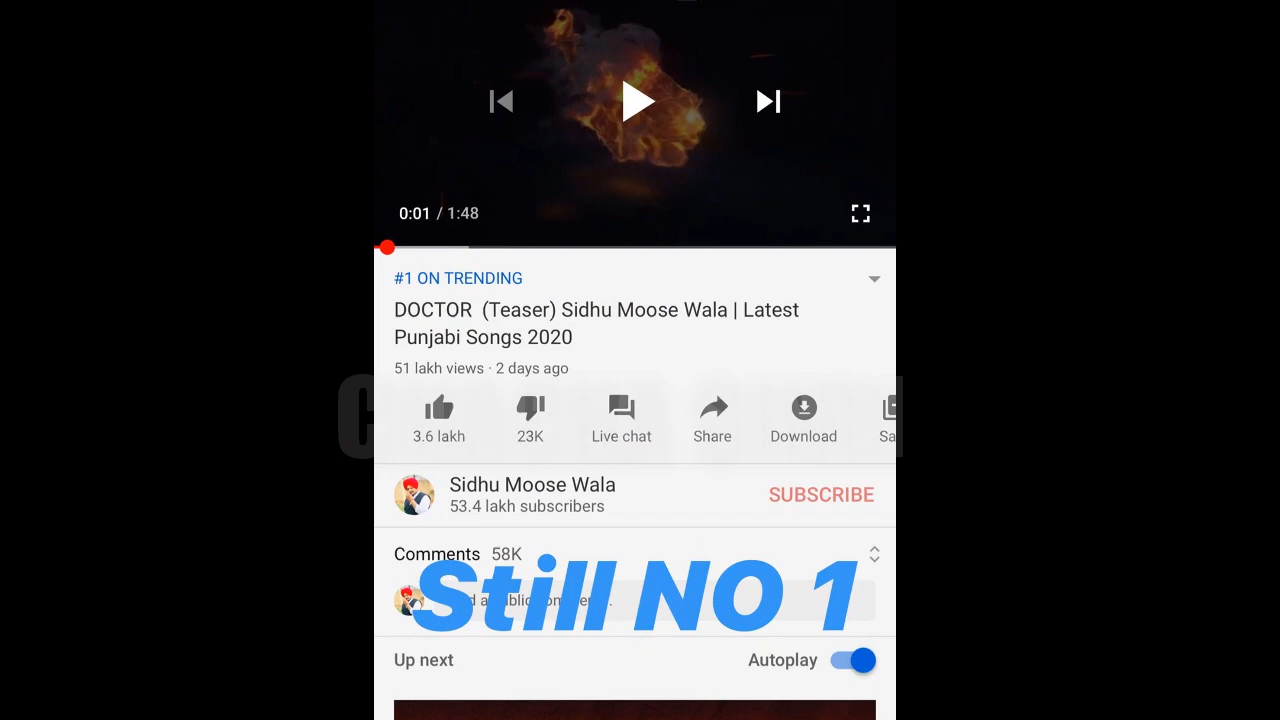 0:01 / 1:48
#1 ON TRENDING
DOCTOR (Teaser) Sidhu Moose Wala | Latest
Punjabi Songs 2020
51 lakh views · 2 days ago
3.6 lakh 23K Live chat Share Download Sa
Sidhu Moose Wala
53.4 lakh subscribers
SUBSCRIBE
Comments 58K
Still NO 1
Up next Autoplay